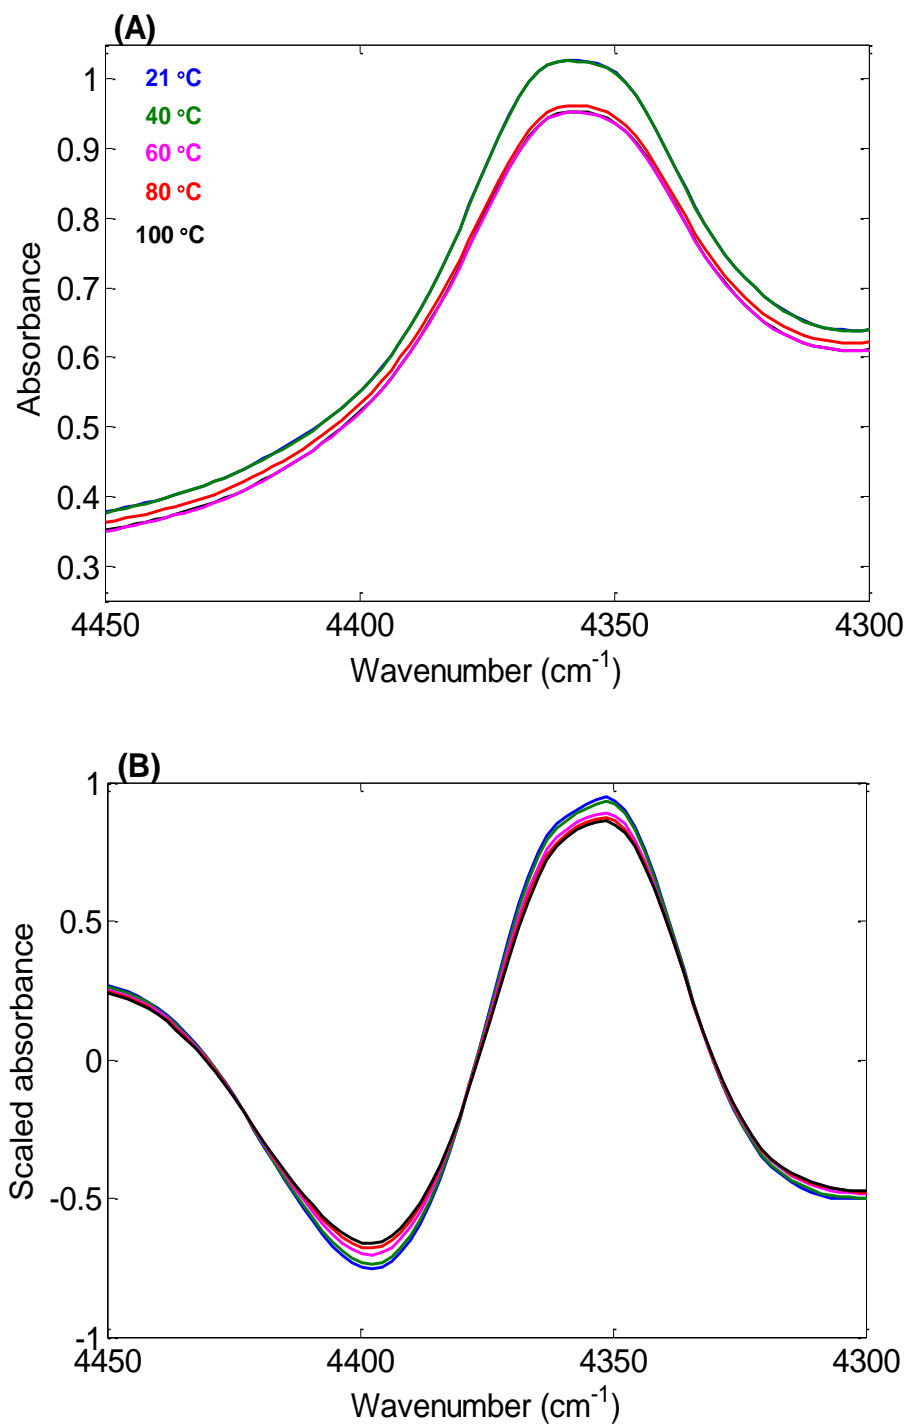 (A)
21 °C
40 °C
60 °C
80 °C
100 °C
1
0.9
0.8
0.7
0.6
0.5
0.4
0.3
Absorbance
4450 4400 4350 4300
Wavenumber (cm⁻¹)
(B)
1
0.5
0
-0.5
-1
Scaled absorbance
4450 4400 4350 4300
Wavenumber (cm⁻¹)